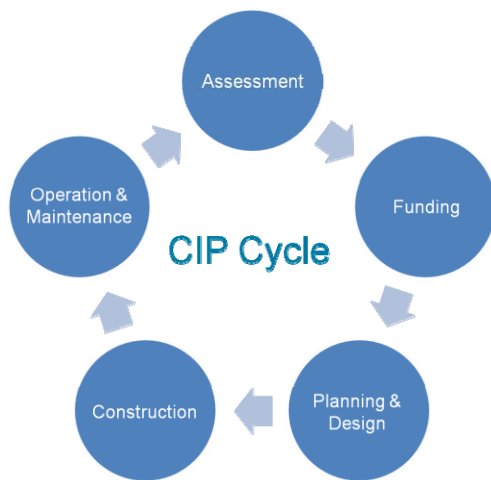 Assessment
Funding
Planning &
Design
Construction
Operation &
Maintenance
CIP Cycle